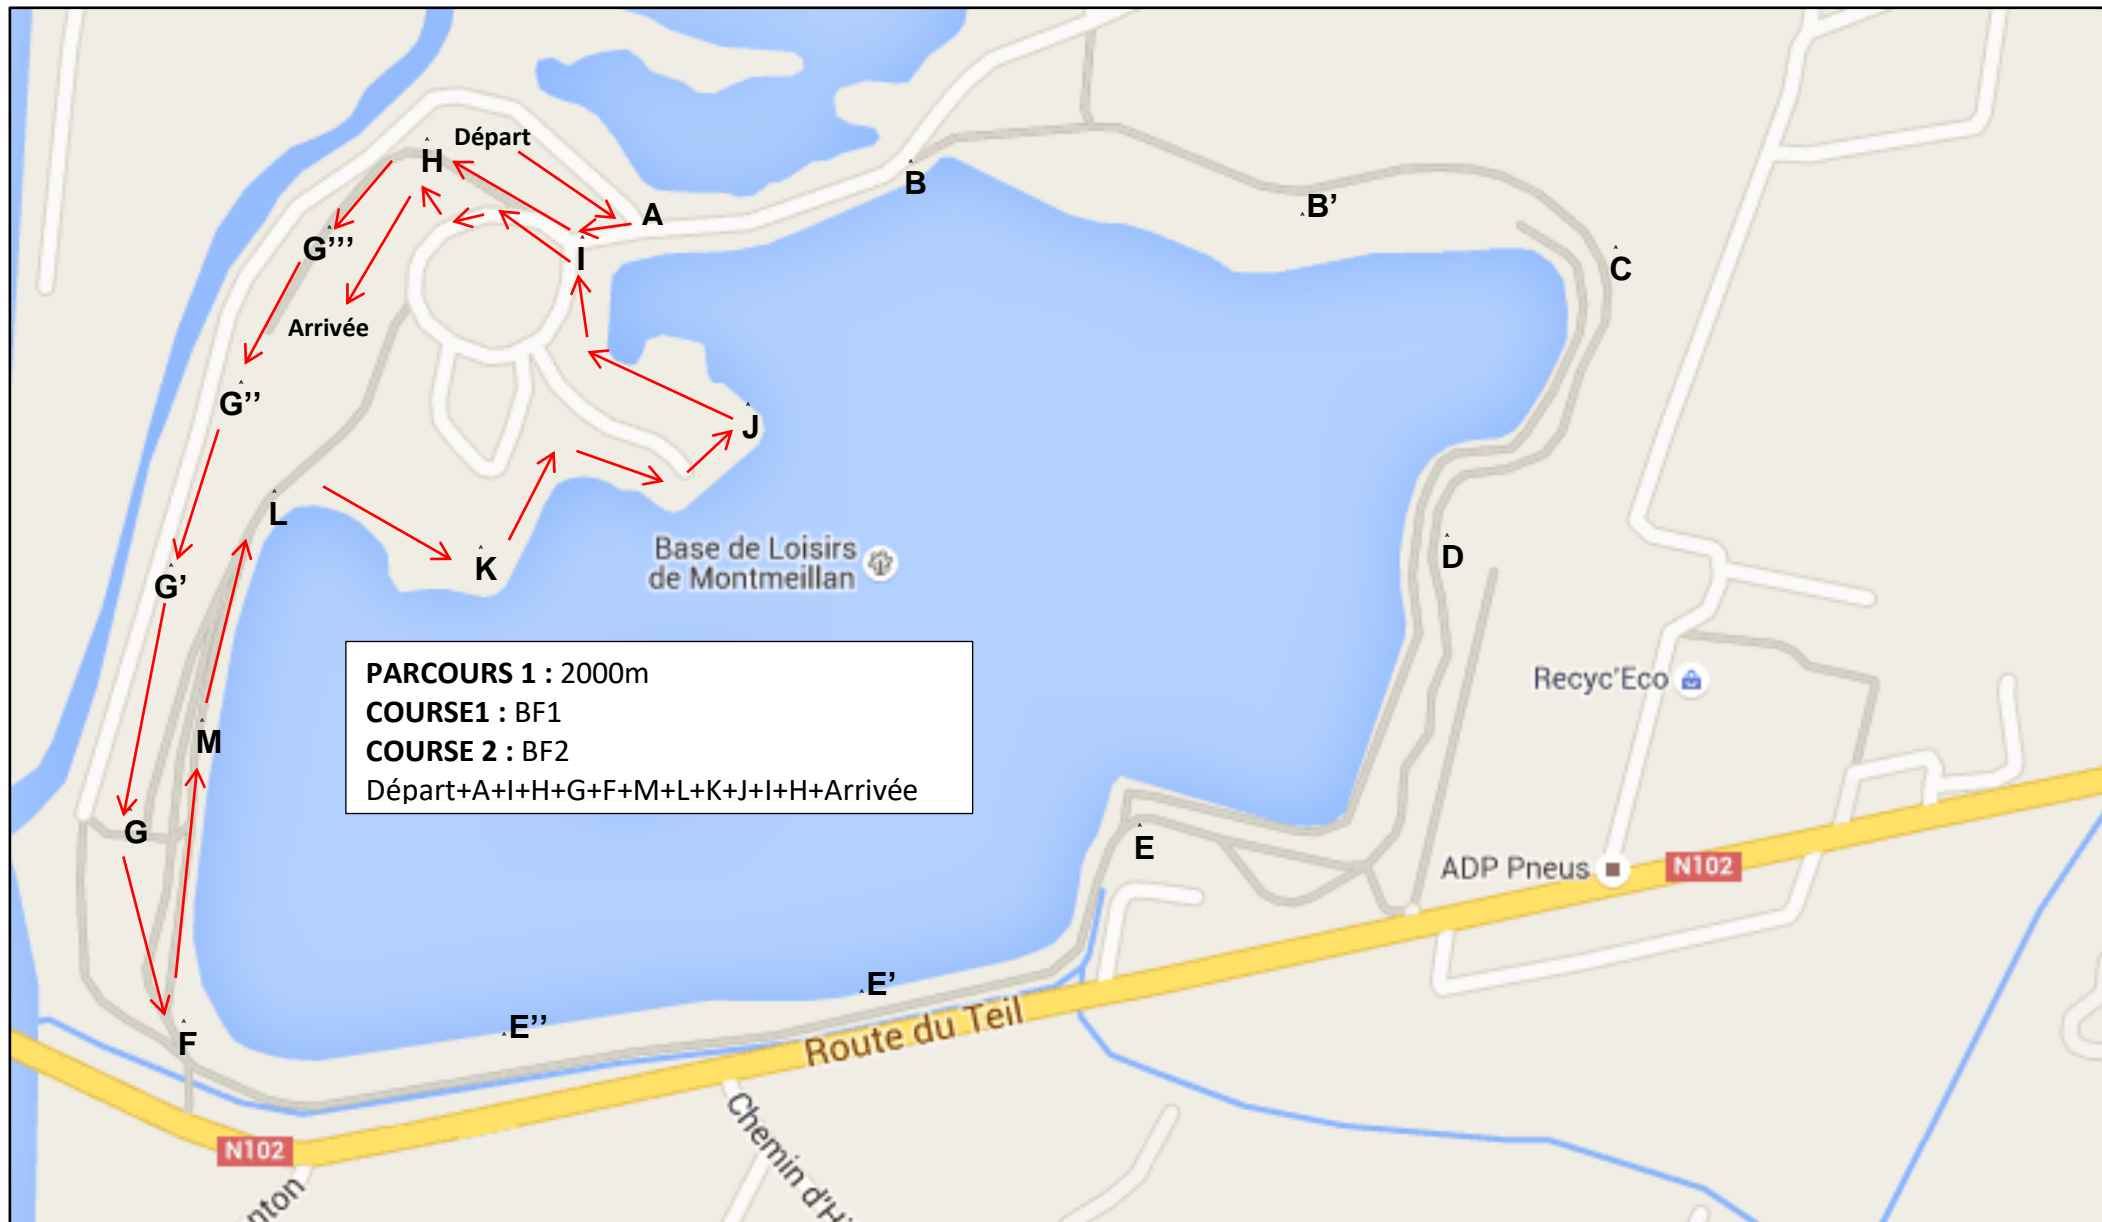 Départ
H
A
B
B’
G’’’
I
C
Arrivée
G’’
J
L
K
Base de Loisirs
de Montmeillan
D
G’
PARCOURS 1 : 2000m
COURSE1 : BF1
COURSE 2 : BF2
Départ+A+I+H+G+F+M+L+K+J+I+H+Arrivée
Recyc'Eco
M
G
E
ADP Pneus
N102
E’
E’’
F
Route du Teil
N102
Chemin